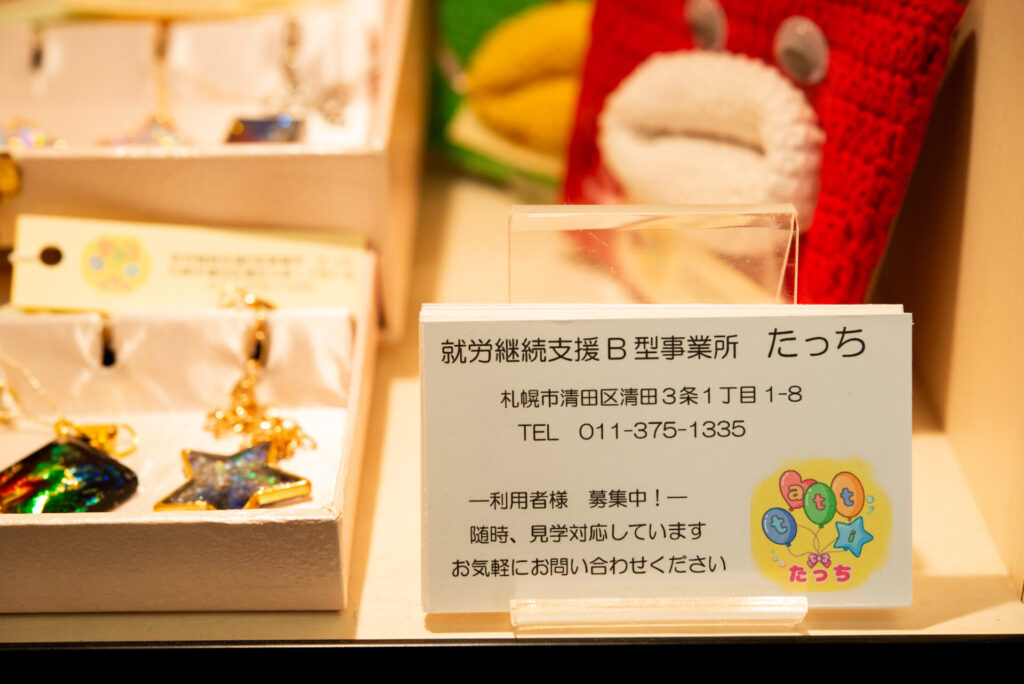 就労継続支援B型事業所 たっち
札幌市清田区清田3条1丁目1-8
TEL 011-375-1335
―利用者様 募集中!―
随時、見学対応しています
お気軽にお問い合わせください
tatti
たっち